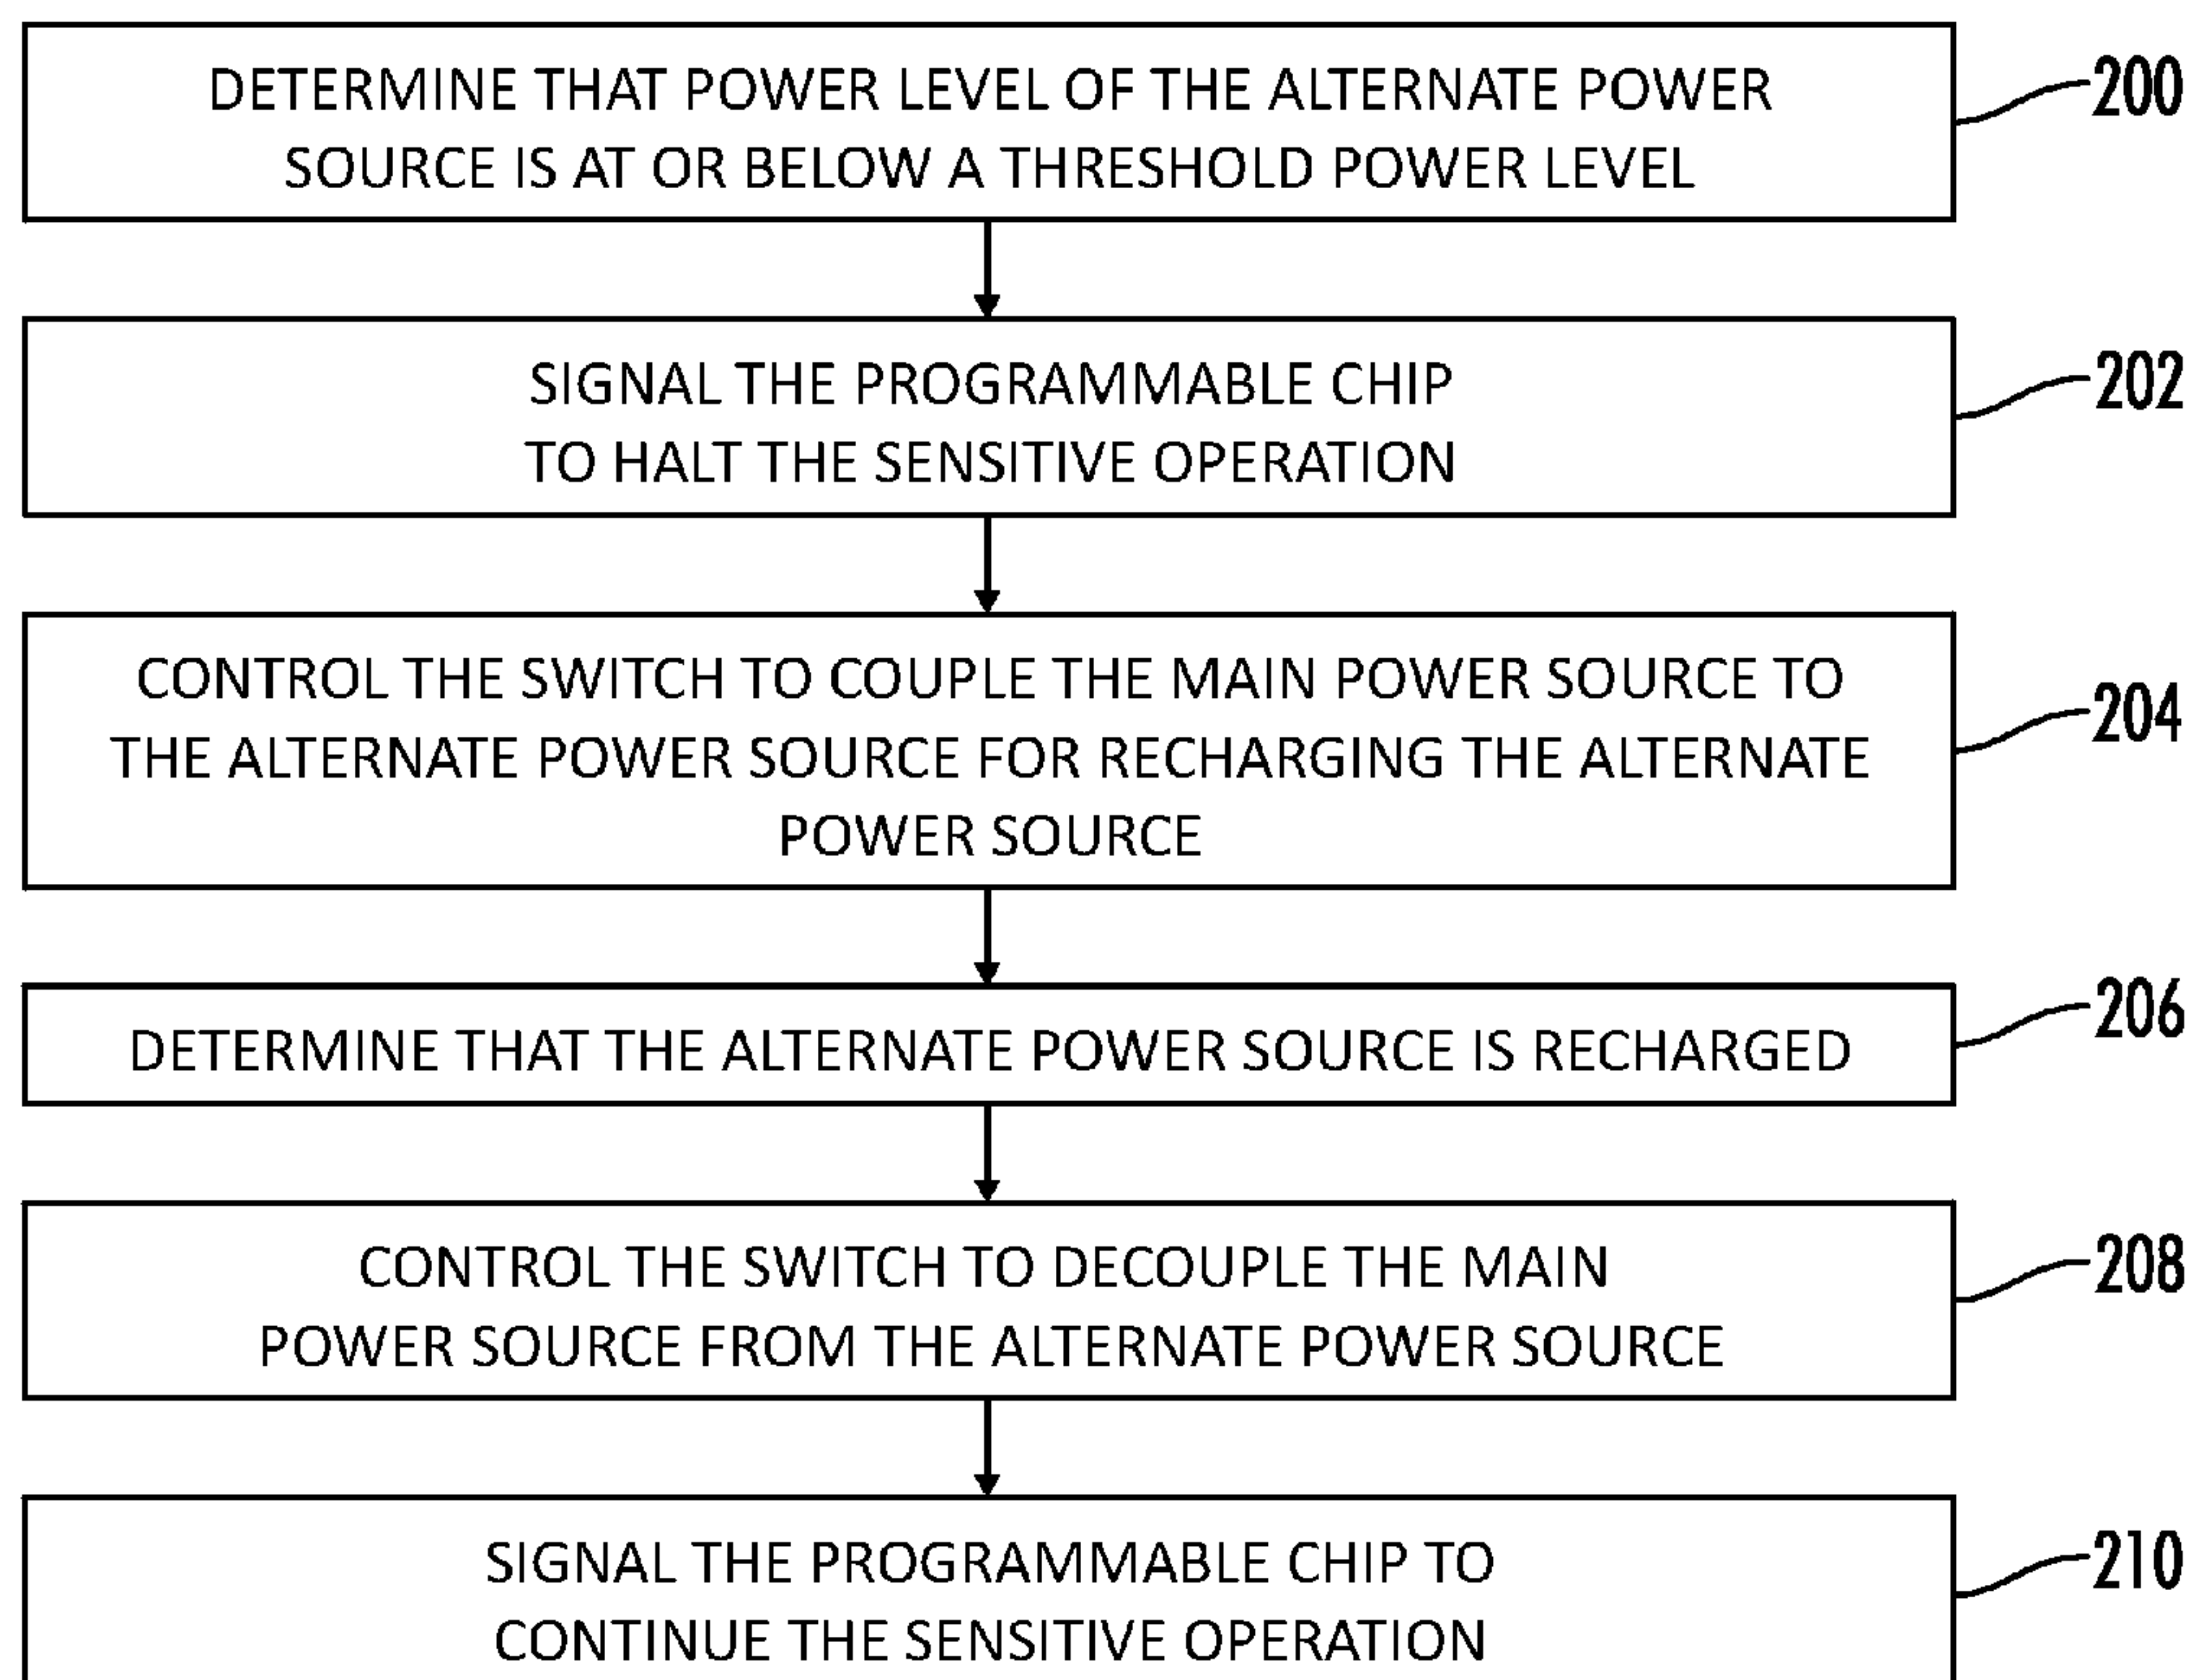 DETERMINE THAT POWER LEVEL OF THE ALTERNATE POWER
SOURCE IS AT OR BELOW A THRESHOLD POWER LEVEL
200
SIGNAL THE PROGRAMMABLE CHIP
TO HALT THE SENSITIVE OPERATION
202
CONTROL THE SWITCH TO COUPLE THE MAIN POWER SOURCE TO
THE ALTERNATE POWER SOURCE FOR RECHARGING THE ALTERNATE
POWER SOURCE
204
DETERMINE THAT THE ALTERNATE POWER SOURCE IS RECHARGED
206
CONTROL THE SWITCH TO DECOUPLE THE MAIN
POWER SOURCE FROM THE ALTERNATE POWER SOURCE
208
SIGNAL THE PROGRAMMABLE CHIP TO
CONTINUE THE SENSITIVE OPERATION
210